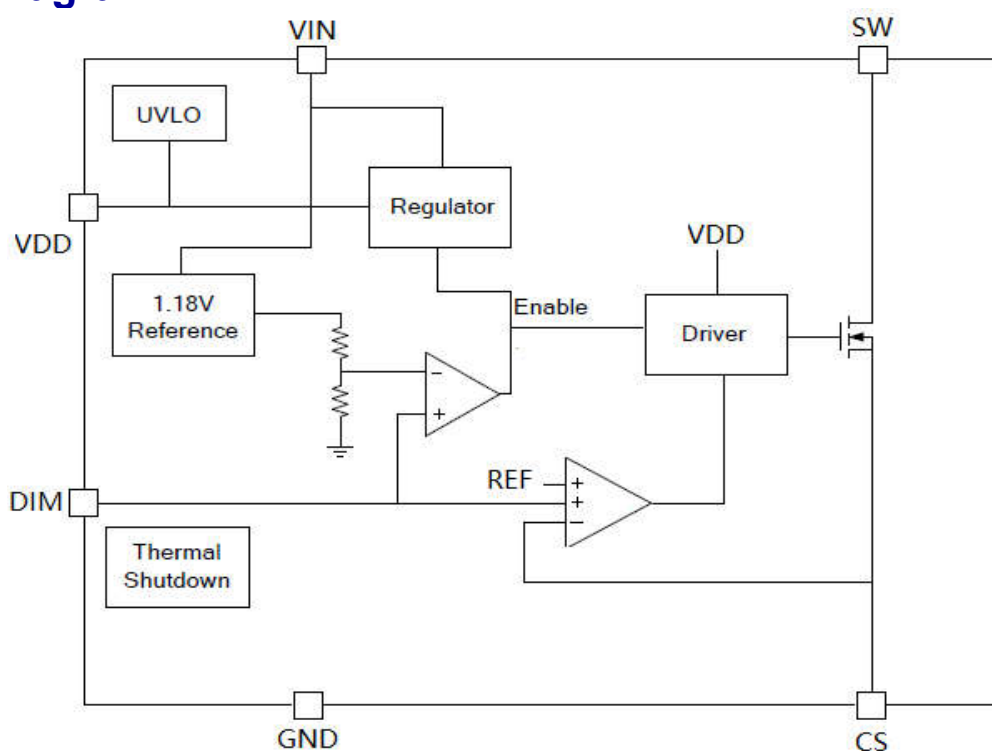 VIN
SW
UVLO
Regulator
VDD
VDD
1.18V
Reference
Enable
Driver
−
+
DIM
REF
+
+
−
Thermal
Shutdown
GND
CS